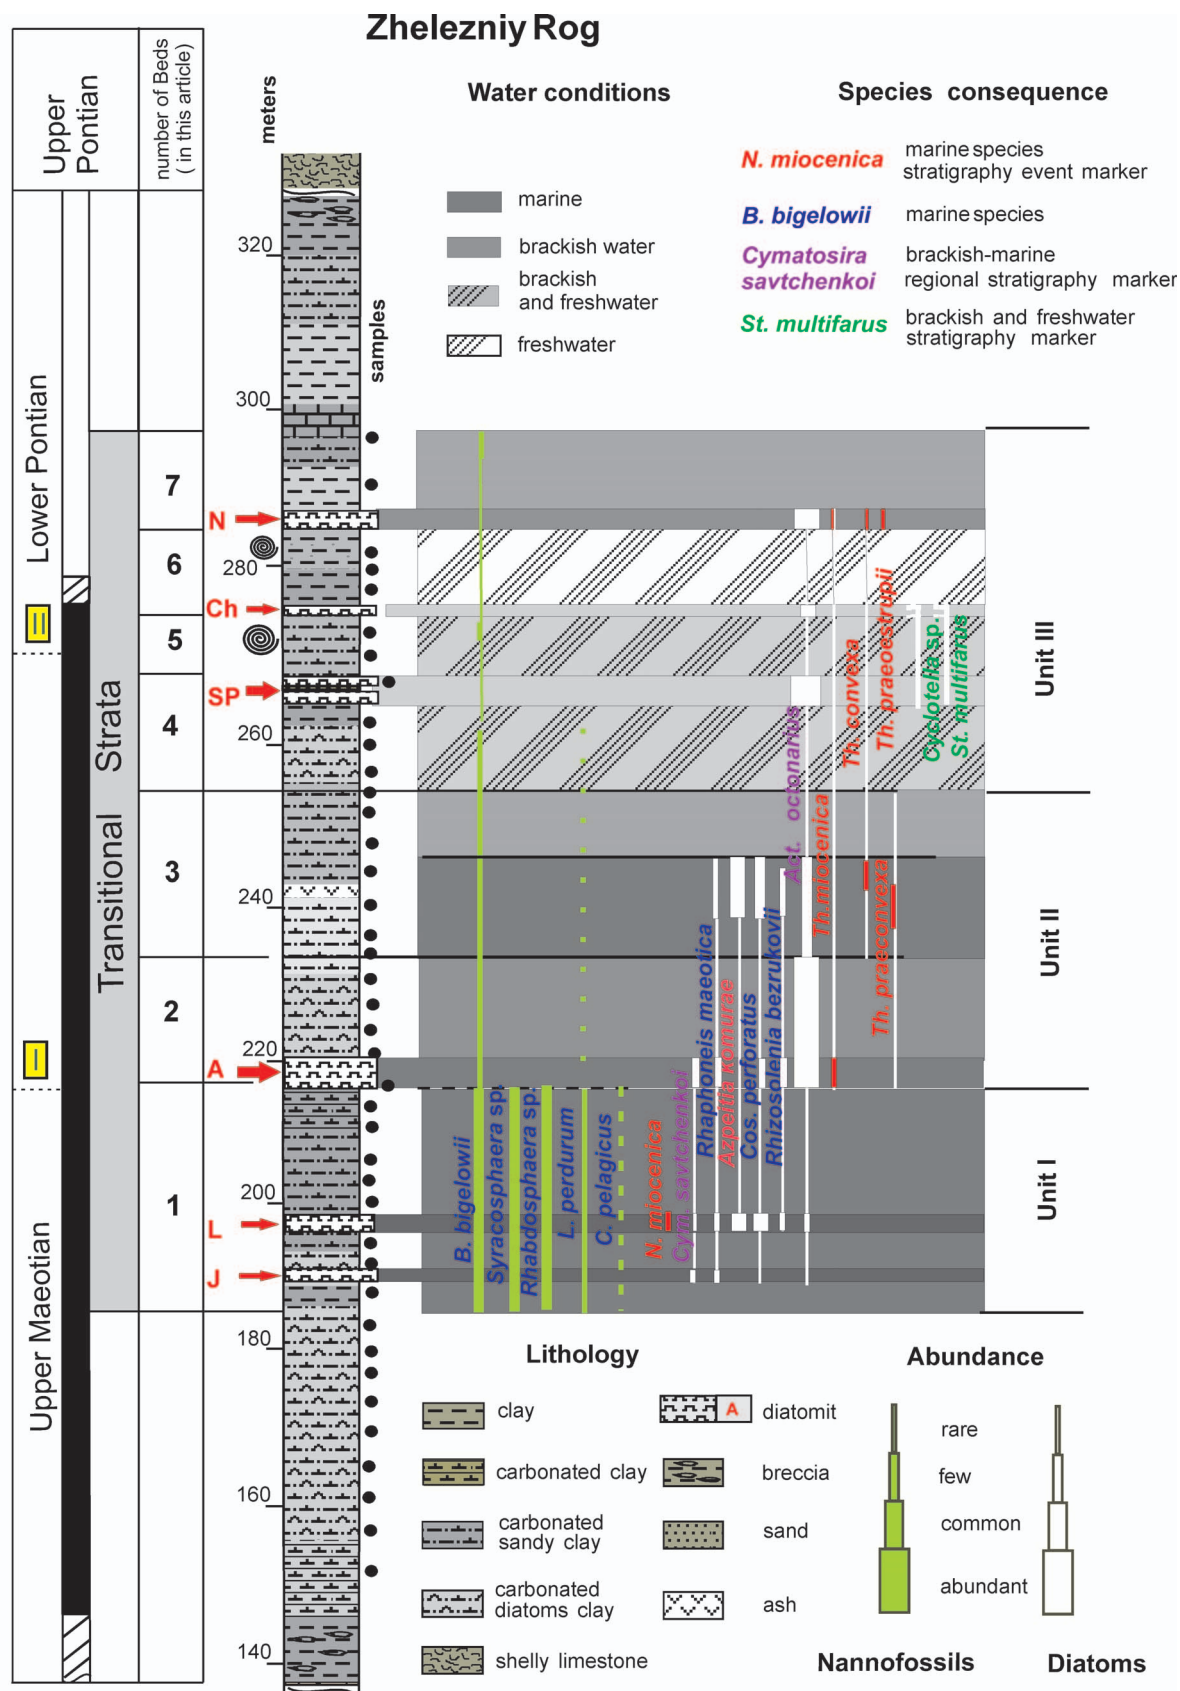 Zhelezniy Rog
Upper
Pontian
number of Beds
( in this article)
meters
Water conditions
marine
brackish water
brackish
and freshwater
freshwater
Species consequence
N. miocenica
marine species
stratigraphy event marker
B. bigelowii
marine species
Cymatosira
savtchenkoi
brackish-marine
regional stratigraphy marker
St. multifarus
brackish and freshwater
stratigraphy marker
samples
320
300
280
260
240
220
200
180
160
140
Lower Pontian
Upper Maeotian
II
I
Transitional Strata
7
6
5
4
3
2
1
N
Ch
SP
A
L
J
Unit III
Unit II
Unit I
B. bigelowii
Syracosphaera sp.
Rhabdosphaera sp.
L. perdurum
C. pelagicus
N. miocenica
Cym. savtchenkoi
Rhaphoneis maeotica
Azpeitia komurae
Cos. perforatus
Rhizosolenia bezrukovii
Act. octonarius
Th.miocenica
Th. convexa
Th. praeoestrupii
Th. praeconvexa
Cyclotella sp.
St. multifarus
Lithology
clay
carbonated clay
carbonated
sandy clay
carbonated
diatoms clay
shelly limestone
A
diatomit
breccia
sand
ash
Abundance
rare
few
common
abundant
Nannofossils
Diatoms